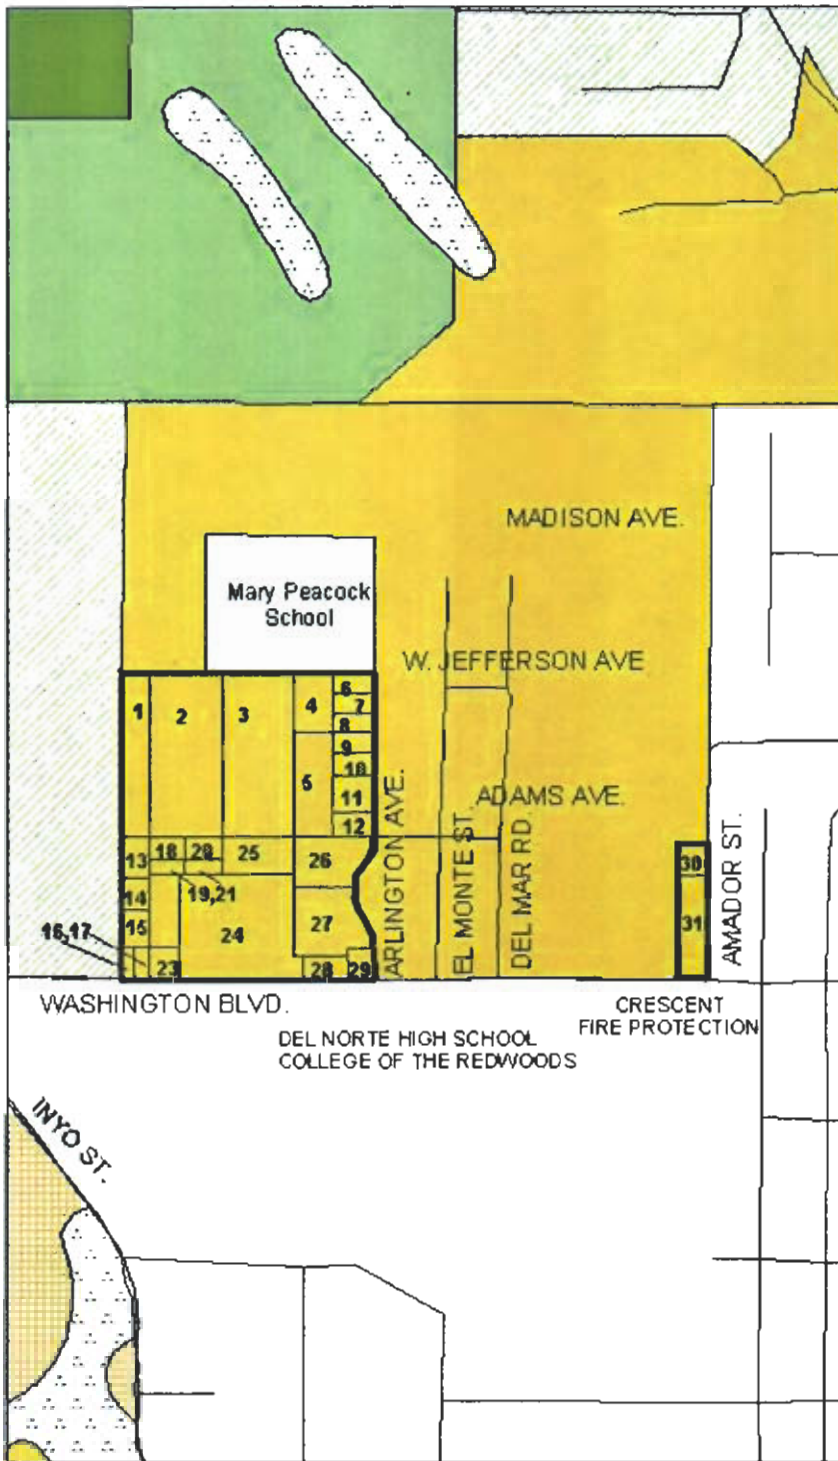 MADISON AVE.
Mary Peacock
School
W. JEFFERSON AVE
1
2
3
4
6
7
8
9
10
5
11
12
ADAMS AVE.
ARLINGTON AVE.
EL MONTE ST.
DEL MAR RD.
AMADOR ST.
13
18
20
25
26
30
14
19,21
15
24
27
31
16,17
23
28
29
WASHINGTON BLVD.
CRESCENT
FIRE PROTECTION
DEL NORTE HIGH SCHOOL
COLLEGE OF THE REDWOODS
INYO ST.